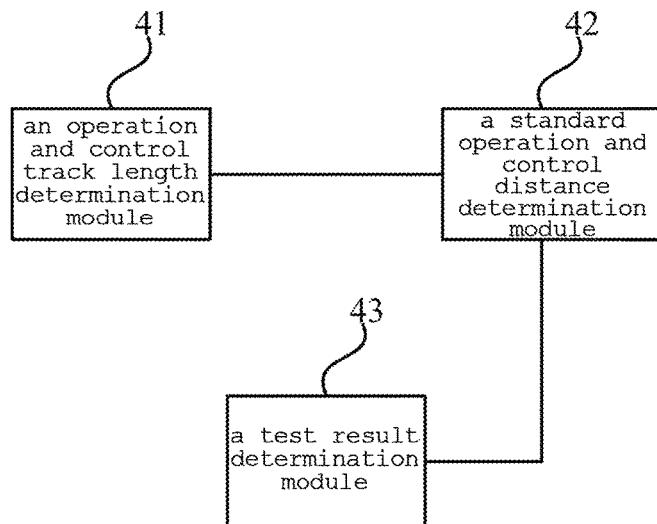 41
42
an operation
and control
track length
determination
module
a standard
operation and
control
distance
determination
module
43
a test result
determination
module